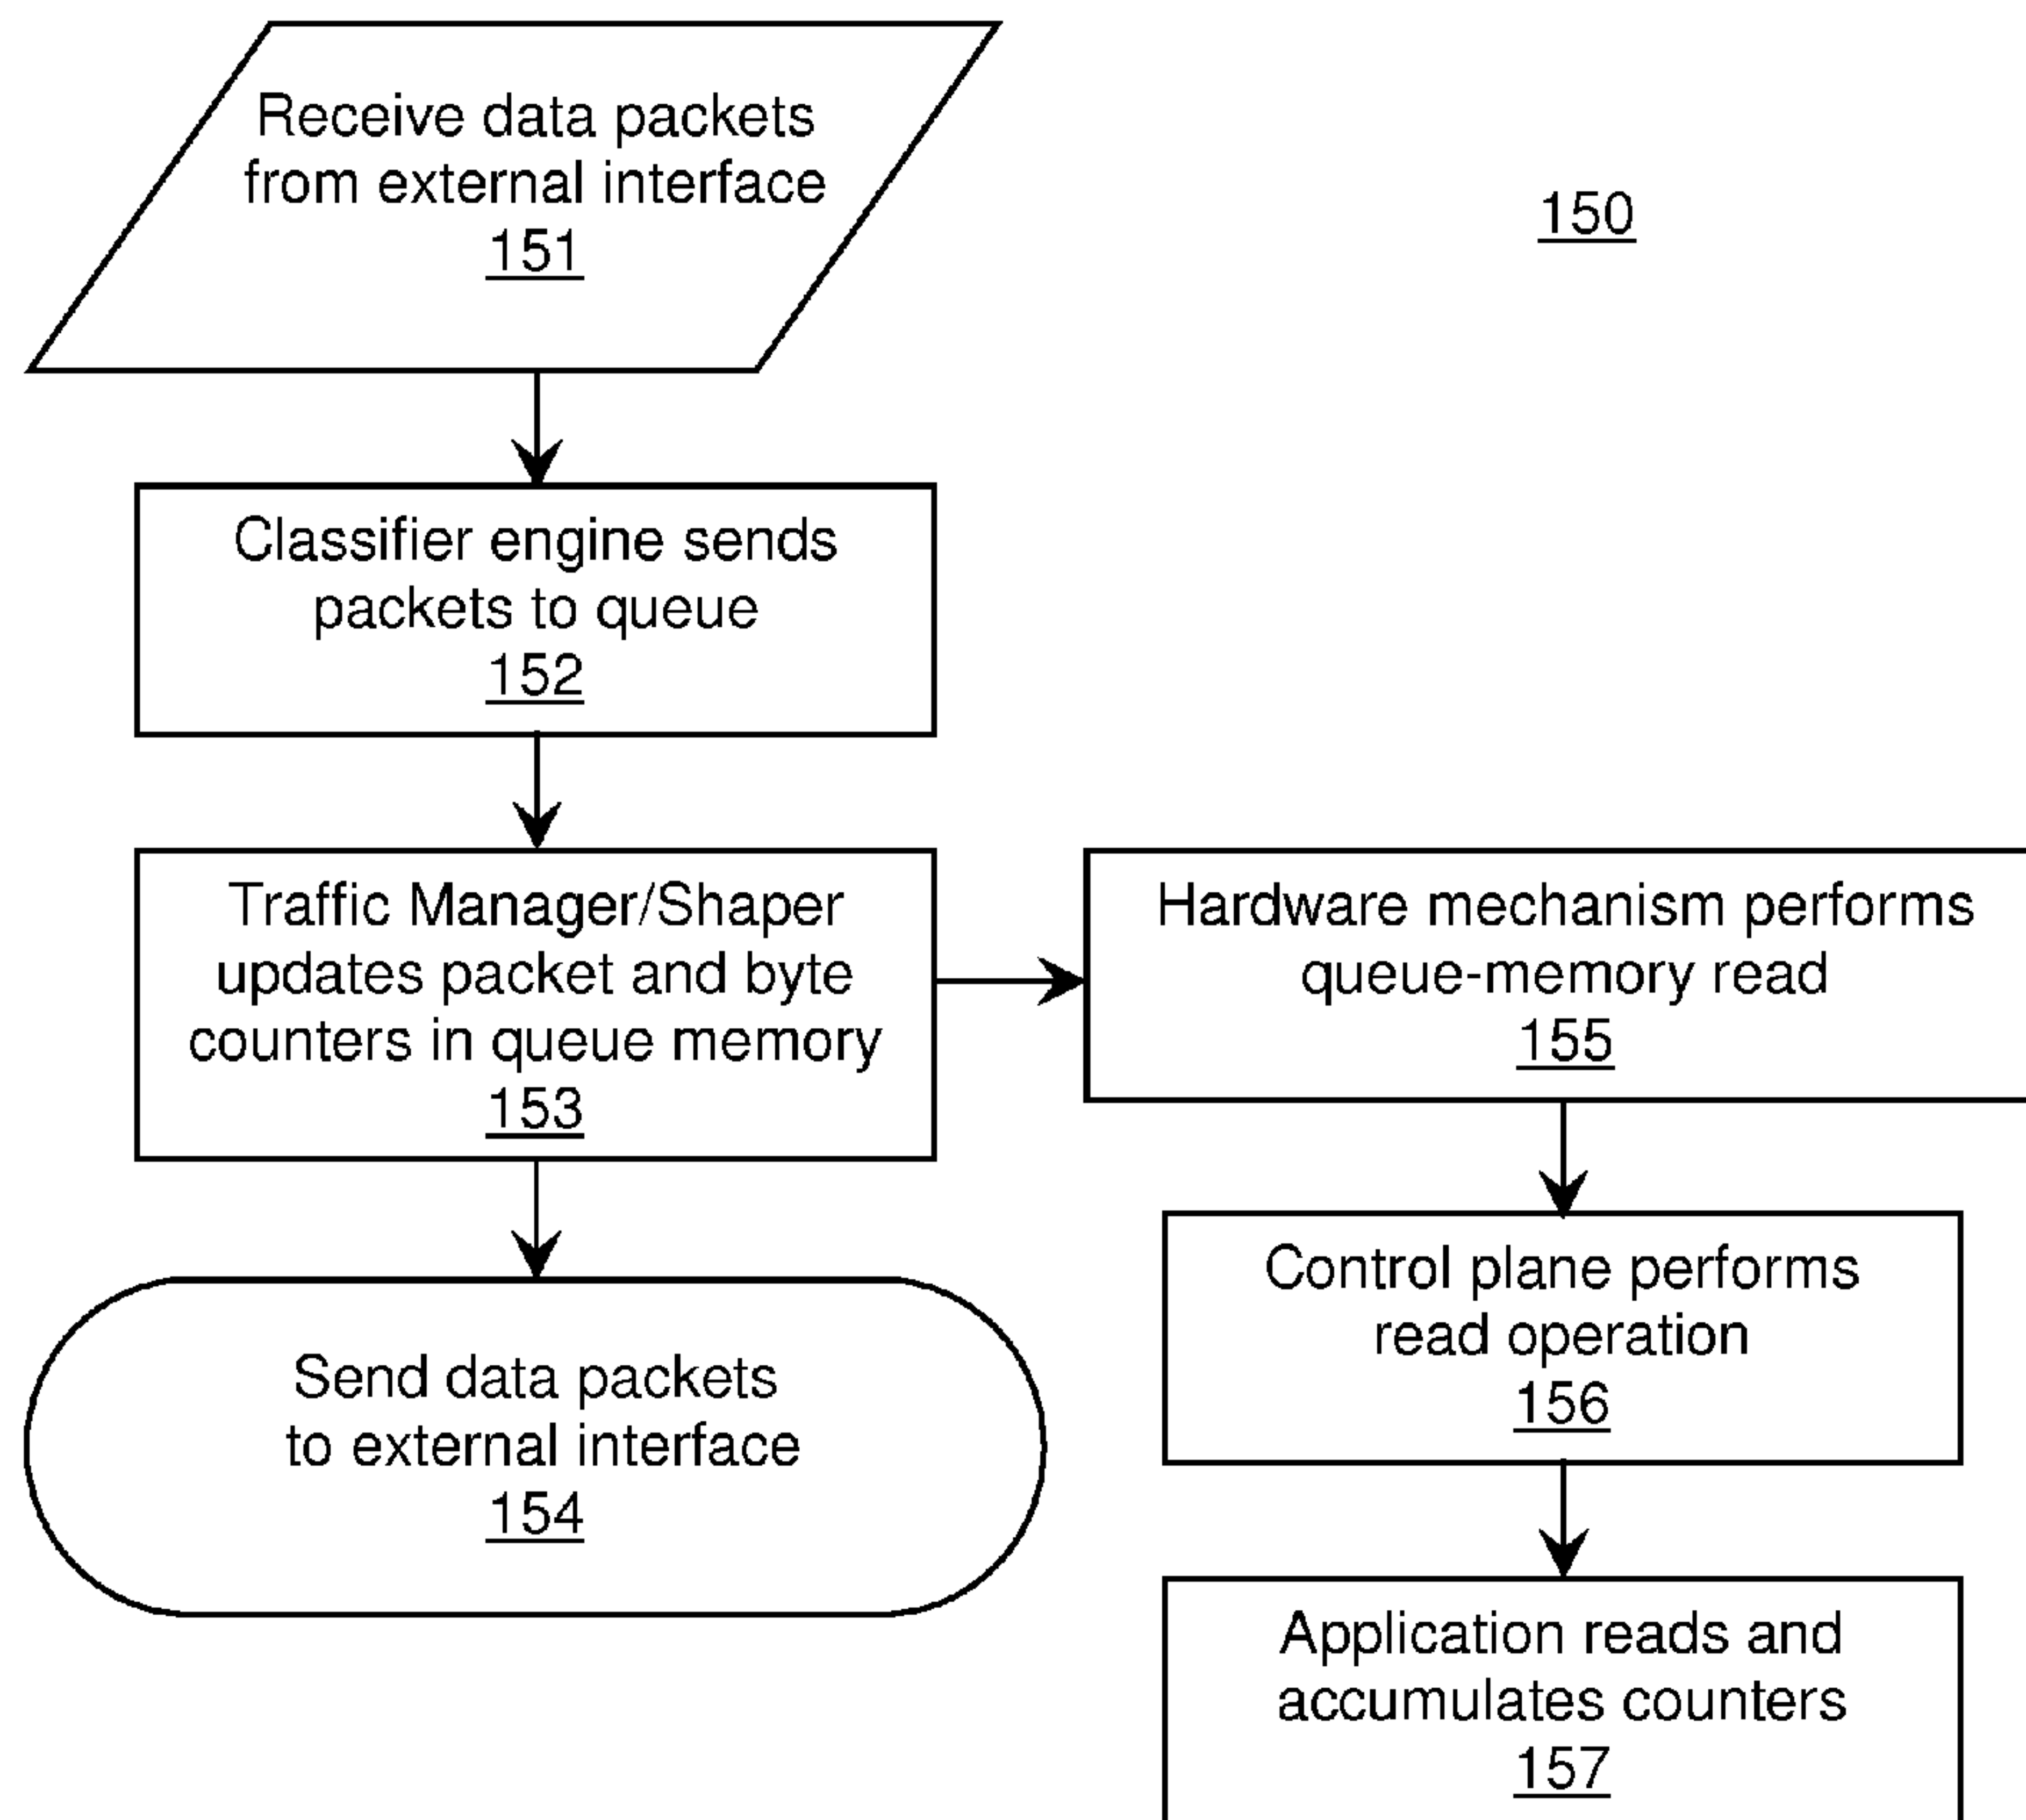 Receive data packets
from external interface
151
150
Classifier engine sends
packets to queue
152
Traffic Manager/Shaper
updates packet and byte
counters in queue memory
153
Hardware mechanism performs
queue-memory read
155
Send data packets
to external interface
154
Control plane performs
read operation
156
Application reads and
accumulates counters
157